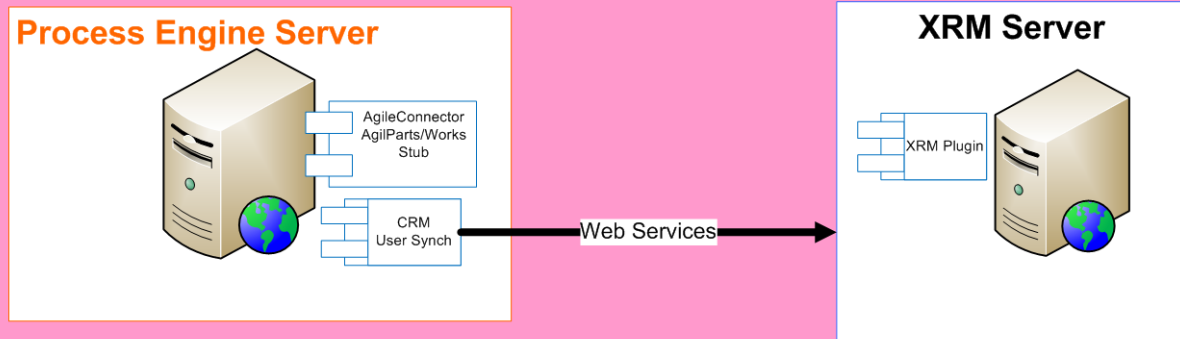 Process Engine Server
AgileConnector
AgilParts/Works
Stub
CRM
User Synch
Web Services
XRM Server
XRM Plugin